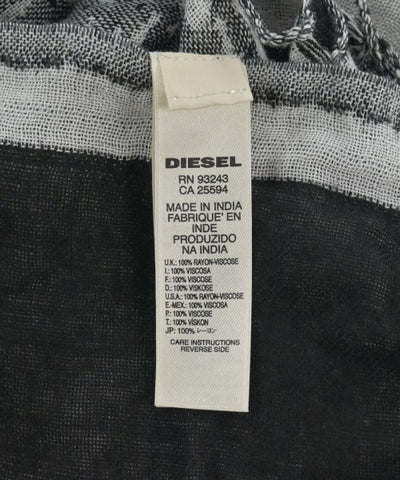 DIESEL
RN 93243
CA 25594
MADE IN INDIA
FABRIQUE' EN
INDE
PRODUZIDO
NA INDIA
U.K.: 100% RAYON-VISCOSE
I.: 100% VISCOSA
F.: 100% VISCOSE
D.: 100% VISKOSE
U.S.A.: 100% RAYON-VISCOSE
E.-MEX.: 100% VISCOSA
P.: 100% VISCOSE
T.: 100% VİSKON
JP: 100% レーヨン
CARE INSTRUCTIONS
REVERSE SIDE